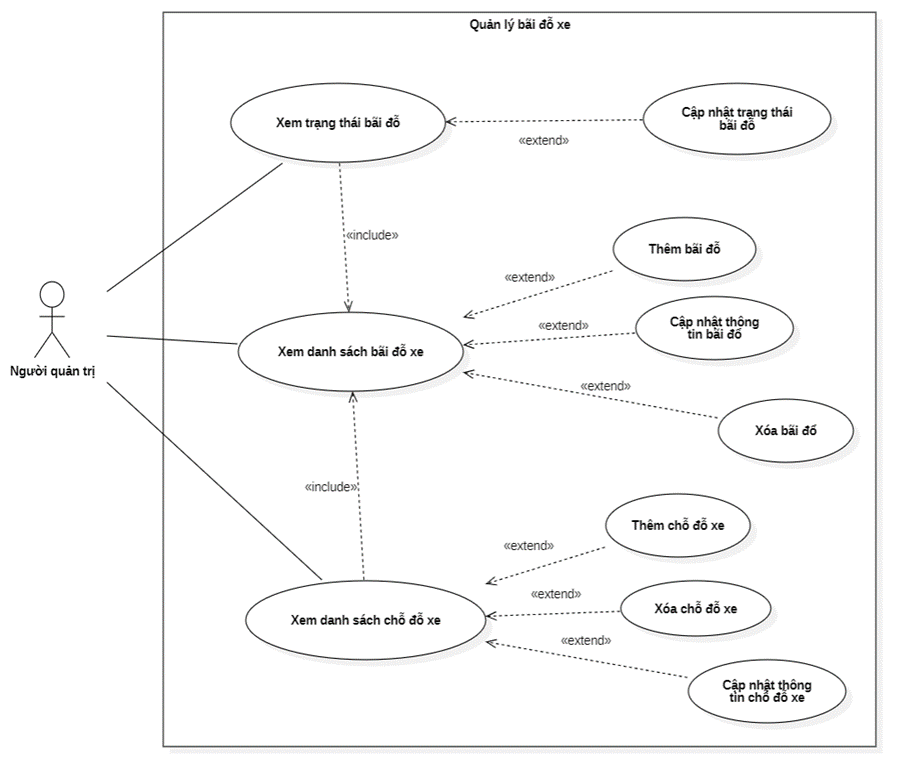 Quản lý bãi đỗ xe
Xem trạng thái bãi đỗ
Cập nhật trạng thái
bãi đỗ
«extend»
«include»
Thêm bãi đỗ
«extend»
Cập nhật thông
tin bãi đỗ
«extend»
Xem danh sách bãi đỗ xe
Người quản trị
«extend»
Xóa bãi đỗ
«include»
Thêm chỗ đỗ xe
«extend»
«extend»
Xóa chỗ đỗ xe
Xem danh sách chỗ đỗ xe
«extend»
Cập nhật thông
tin chỗ đỗ xe